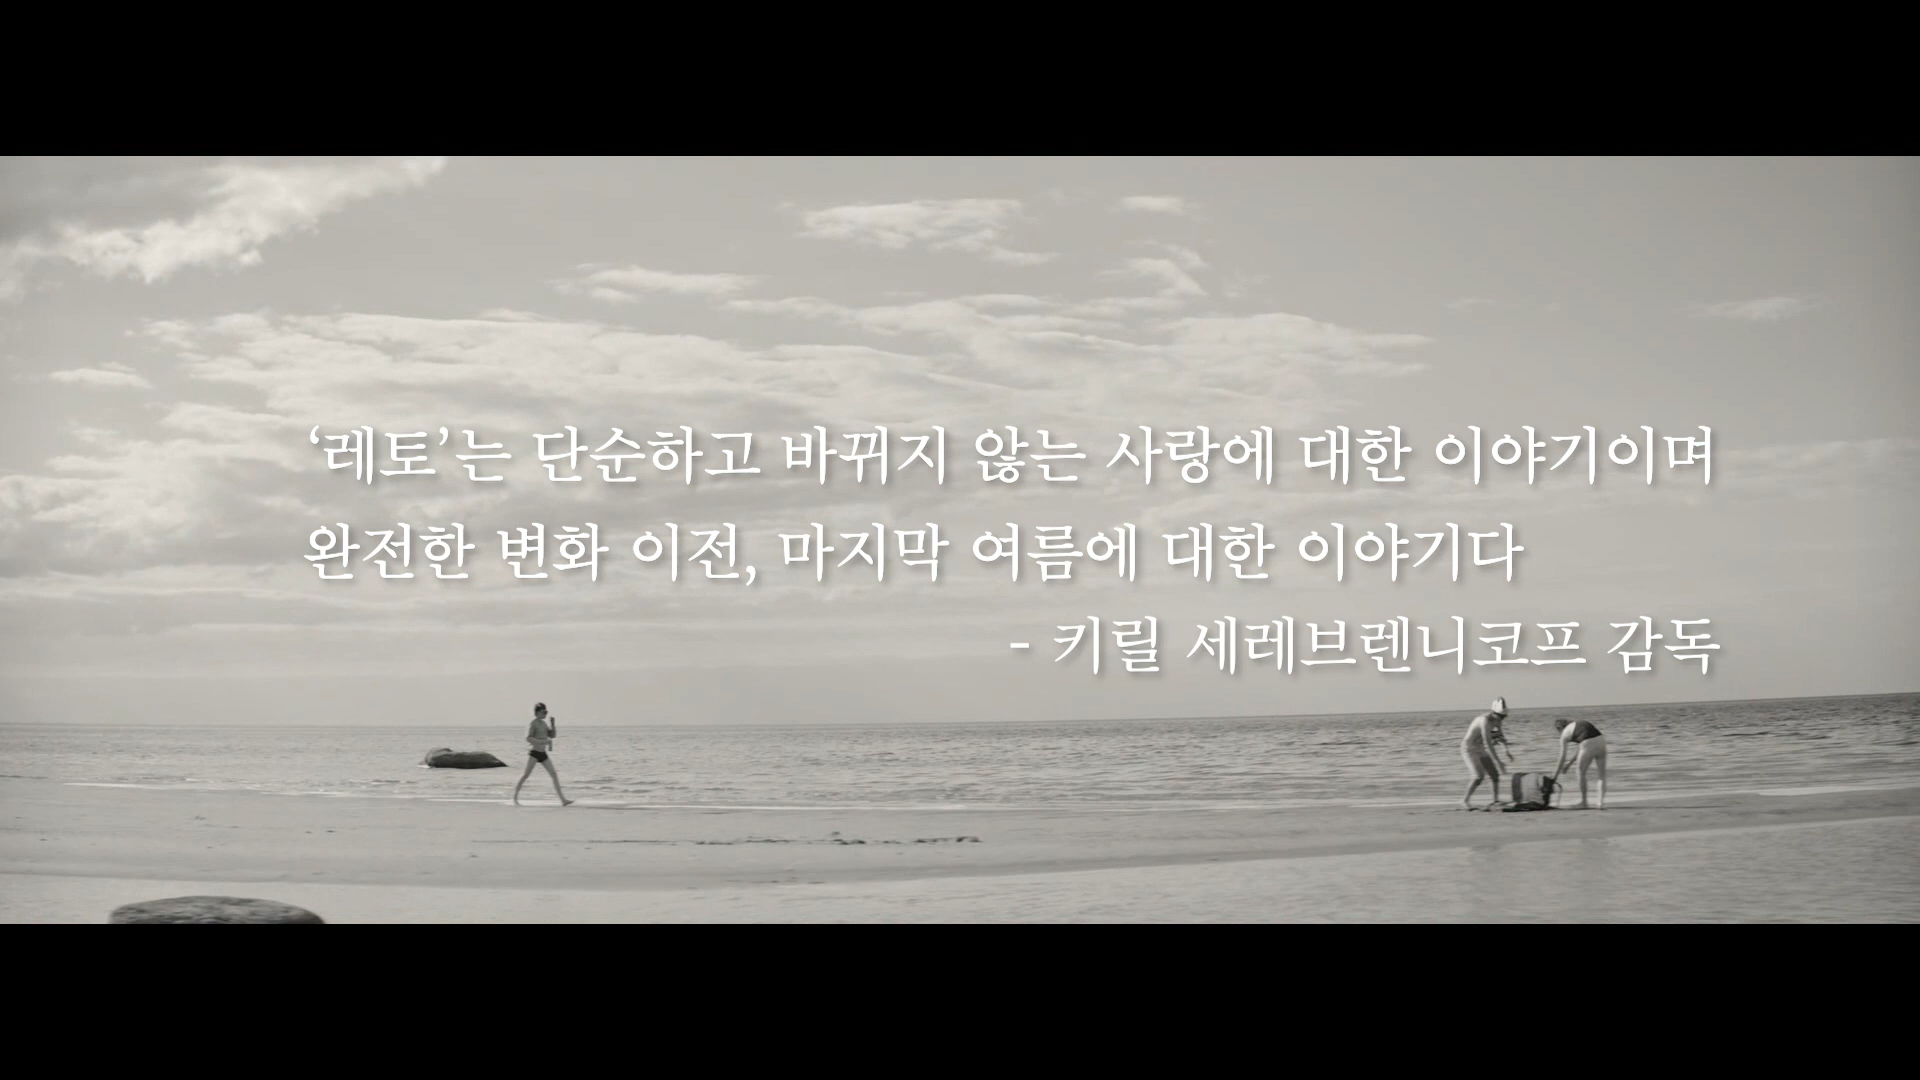 ‘레토’는 단순하고 바뀌지 않는 사랑에 대한 이야기이며
완전한 변화 이전, 마지막 여름에 대한 이야기다
- 키릴 세레브렌니코프 감독